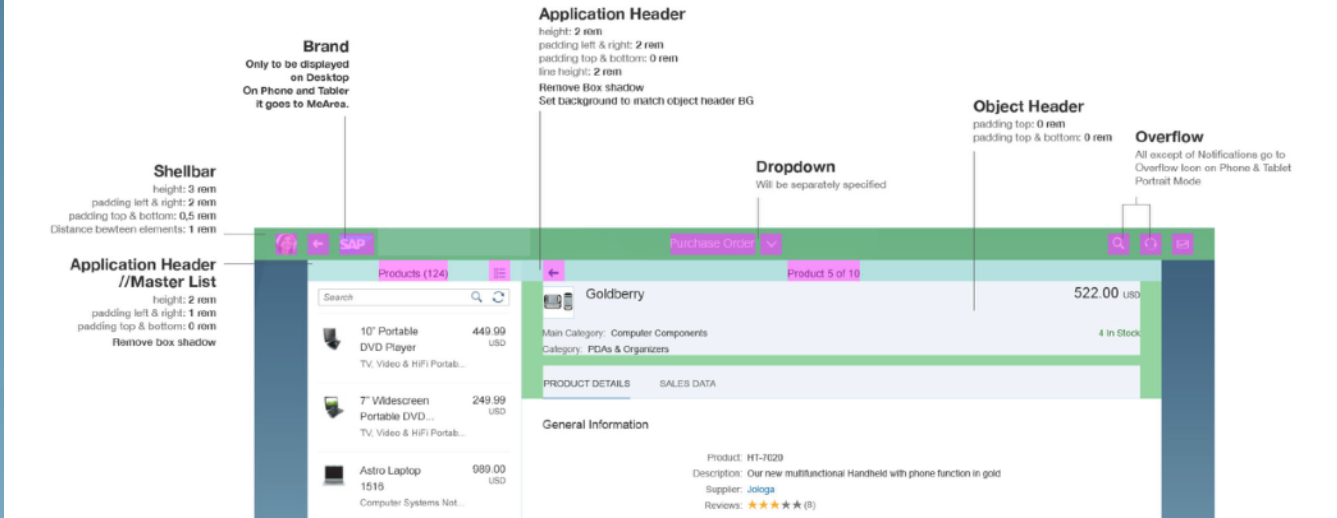 Application Header
height: 2 rem
padding left & right: 2 rem
padding top & bottom: 0 rem
line height: 2 rem
Remove Box shadow
Set background to match object header BG
Brand
Only to be displayed
on Desktop
On Phone and Tabler
it goes to MeArea.
Object Header
padding top: 0 rem
padding top & bottom: 0 rem
Overflow
All except of Notifications go to
Overflow Icon on Phone & Tablet
Portrait Mode
Dropdown
Will be separately specified
Shellbar
height: 3 rem
padding left & right: 2 rem
padding top & bottom: 0,5 rem
Distance bewteen elements: 1 rem
Application Header
//Master List
height: 2 rem
padding left & right: 1 rem
padding top & bottom: 0 rem
Remove box shadow
SAP
Purchase Order
Products (124)
Product 5 of 10
Search
10" Portable
DVD Player
449.99
USD
TV, Video & HiFi Portab...
7" Widescreen
Portable DVD...
249.99
USD
TV, Video & HiFi Portab...
Astro Laptop
1516
989.00
USD
Computer Systems Not...
Goldberry
522.00 USD
Main Category: Computer Components
4 In Stock
Category: PDAs & Organizers
PRODUCT DETAILS
SALES DATA
General Information
Product: HT-7020
Description: Our new multifunctional Handheld with phone function in gold
Supplier: Jologa
Reviews: (8)